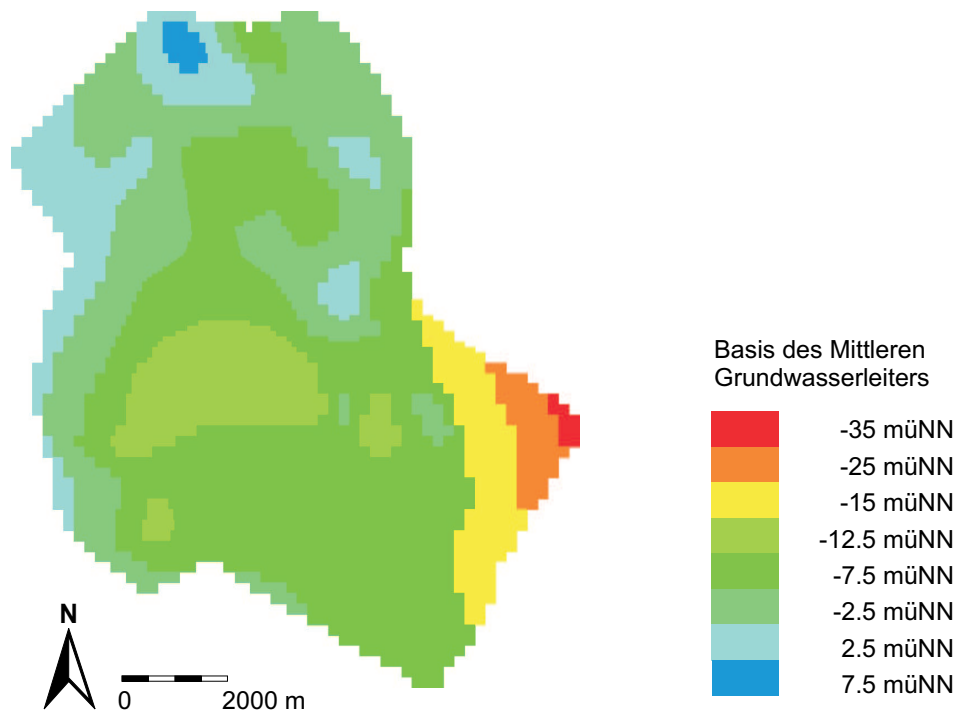 Basis des Mittleren
Grundwasserleiters
-35 müNN
-25 müNN
-15 müNN
-12.5 müNN
-7.5 müNN
-2.5 müNN
2.5 müNN
7.5 müNN
N
0 2000 m